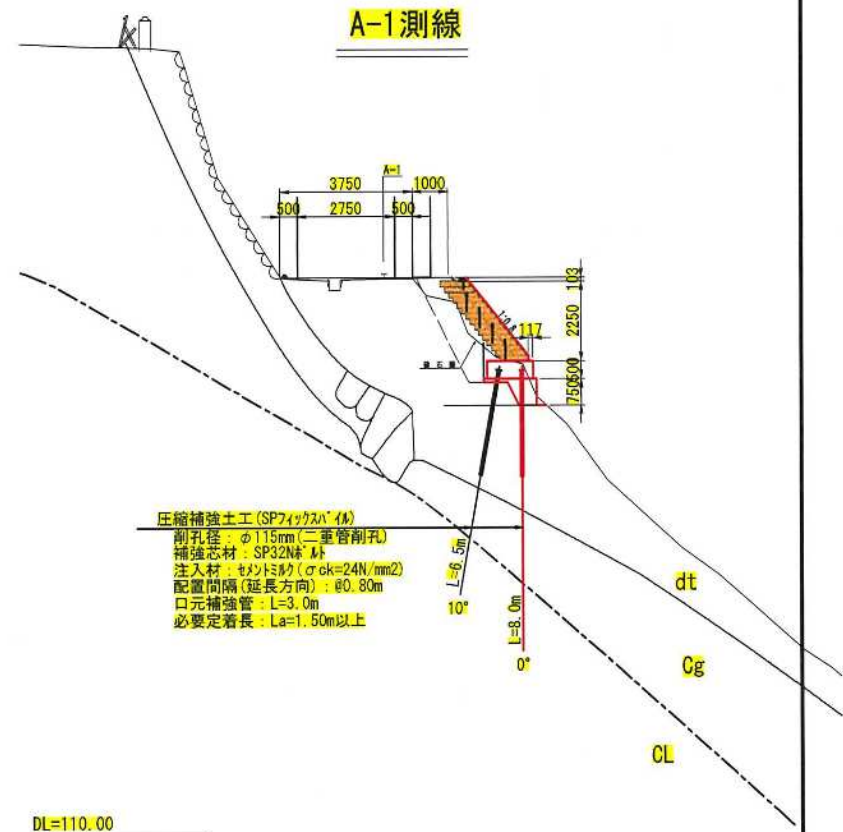 A-1測線
A-1
3750
1000
500
2750
500
103
2250
1:0.8
117
500
750
圧縮補強土工(SPフィックスパイル)
削孔径：φ115mm(二重管削孔)
補強芯材：SP32Nボルト
注入材：セメントミルク(σck=24N/mm2)
配置間隔(延長方向)：@0.80m
口元補強管：L=3.0m
必要定着長：La=1.50m以上
L=6.5m
10°
L=8.0m
0°
dt
Cg
CL
DL=110.00